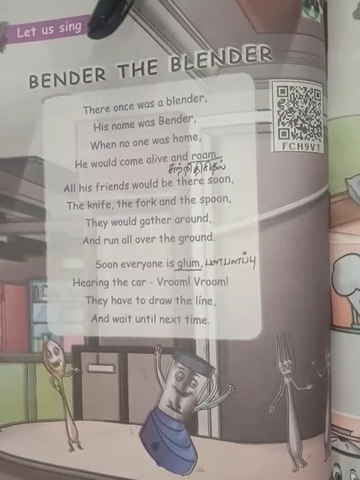 Let us sing
BENDER THE BLENDER
There once was a blender,
His name was Bender,
When no one was home,
He would come alive and roam.
சுற்றித்திரிதல்
All his friends would be there soon,
The knife, the fork and the spoon,
They would gather around,
And run all over the ground.
Soon everyone is glum,
Hearing the car - Vroom! Vroom!
They have to draw the line,
And wait until next time.
FCH9VT